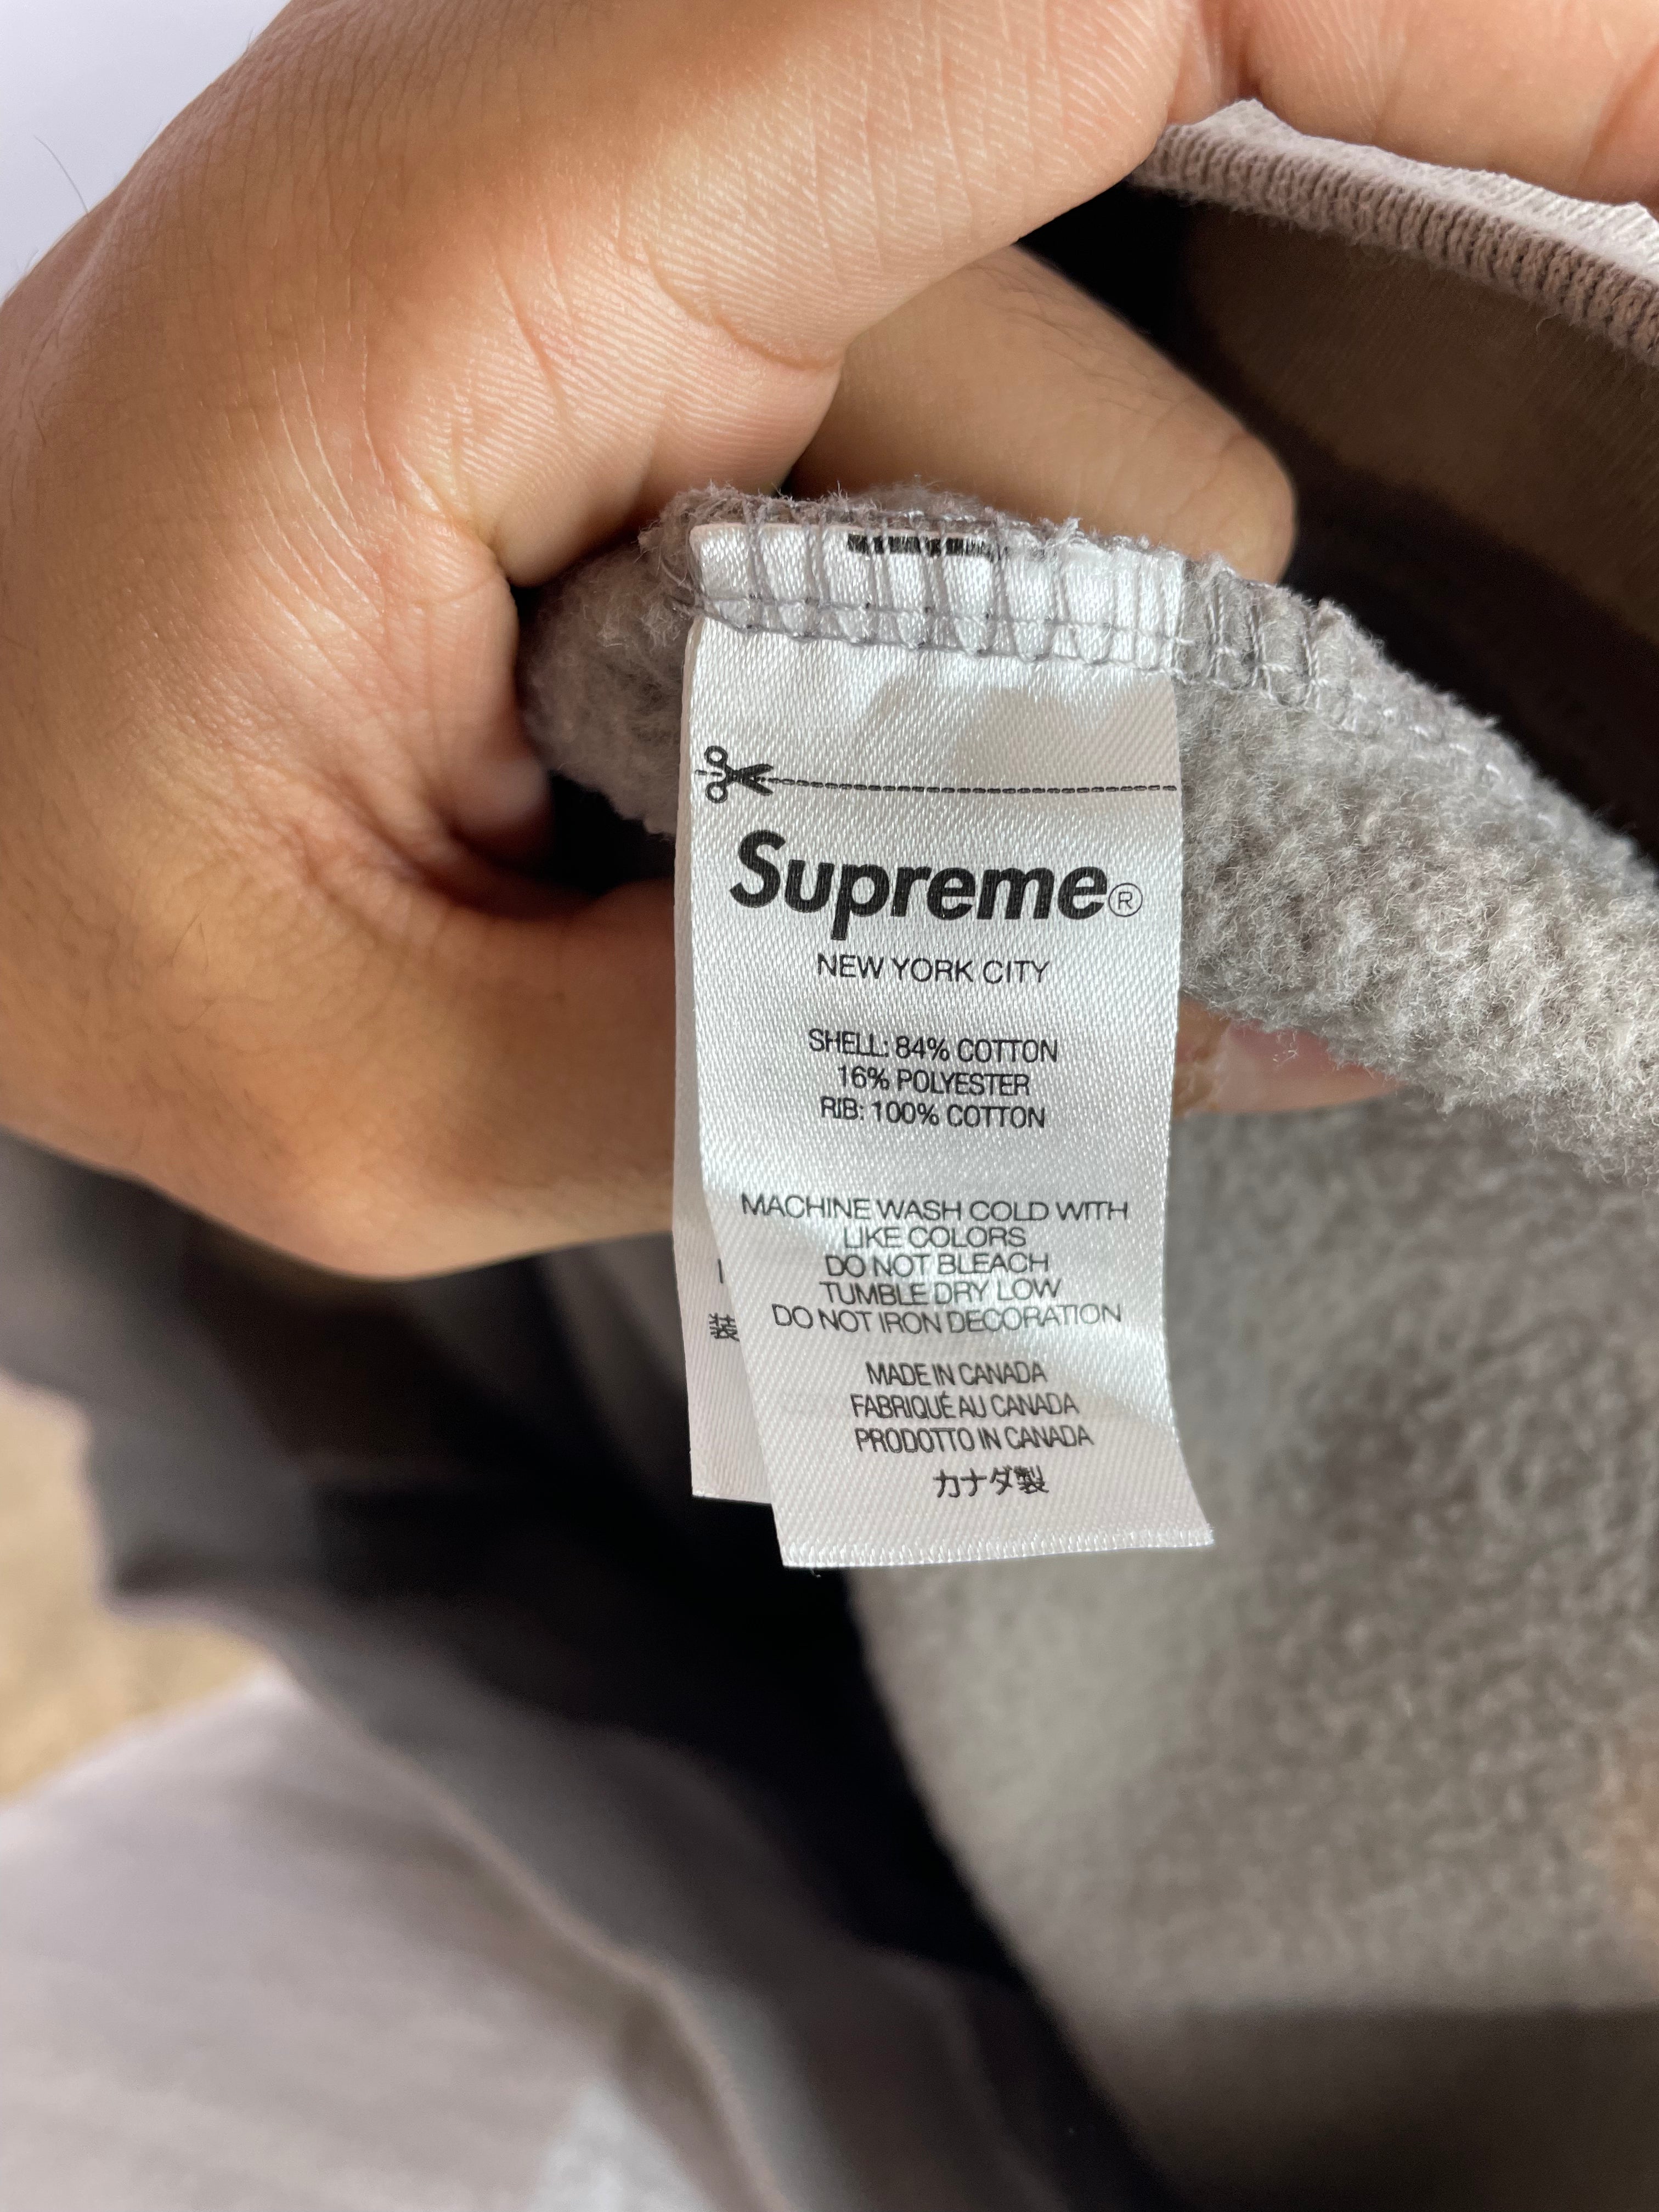 Supreme®
NEW YORK CITY
SHELL: 84% COTTON
16% POLYESTER
RIB: 100% COTTON
MACHINE WASH COLD WITH
LIKE COLORS
DO NOT BLEACH
TUMBLE DRY LOW
DO NOT IRON DECORATION
MADE IN CANADA
FABRIQUÉ AU CANADA
PRODOTTO IN CANADA
カナダ製
装